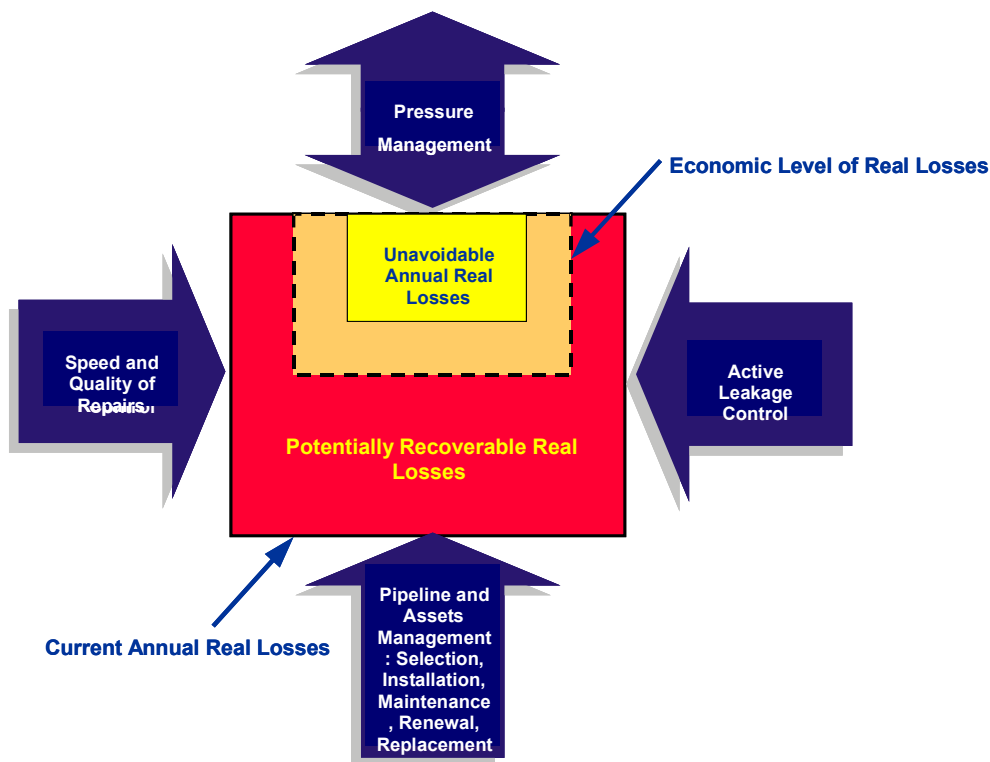 Pressure
Management
Economic Level of Real Losses
Unavoidable
Annual Real
Losses
Speed and
Quality of
Repairs
Active
Leakage
Control
Potentially Recoverable Real
Losses
Current Annual Real Losses
Pipeline and
Assets
Management
: Selection,
Installation,
Maintenance
, Renewal,
Replacement